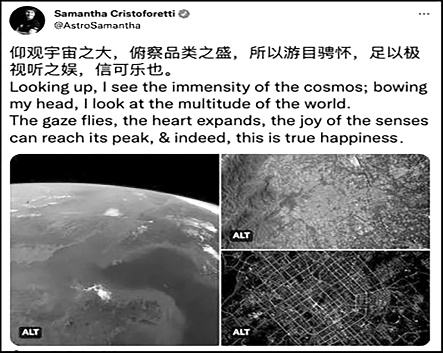 Samantha Cristoforetti
@AstroSamantha
仰观宇宙之大，俯察品类之盛，所以游目骋怀，足以极
视听之娱，信可乐也。
Looking up, I see the immensity of the cosmos; bowing
my head, I look at the multitude of the world.
The gaze flies, the heart expands, the joy of the senses
can reach its peak, & indeed, this is true happiness.
ALT
ALT
ALT